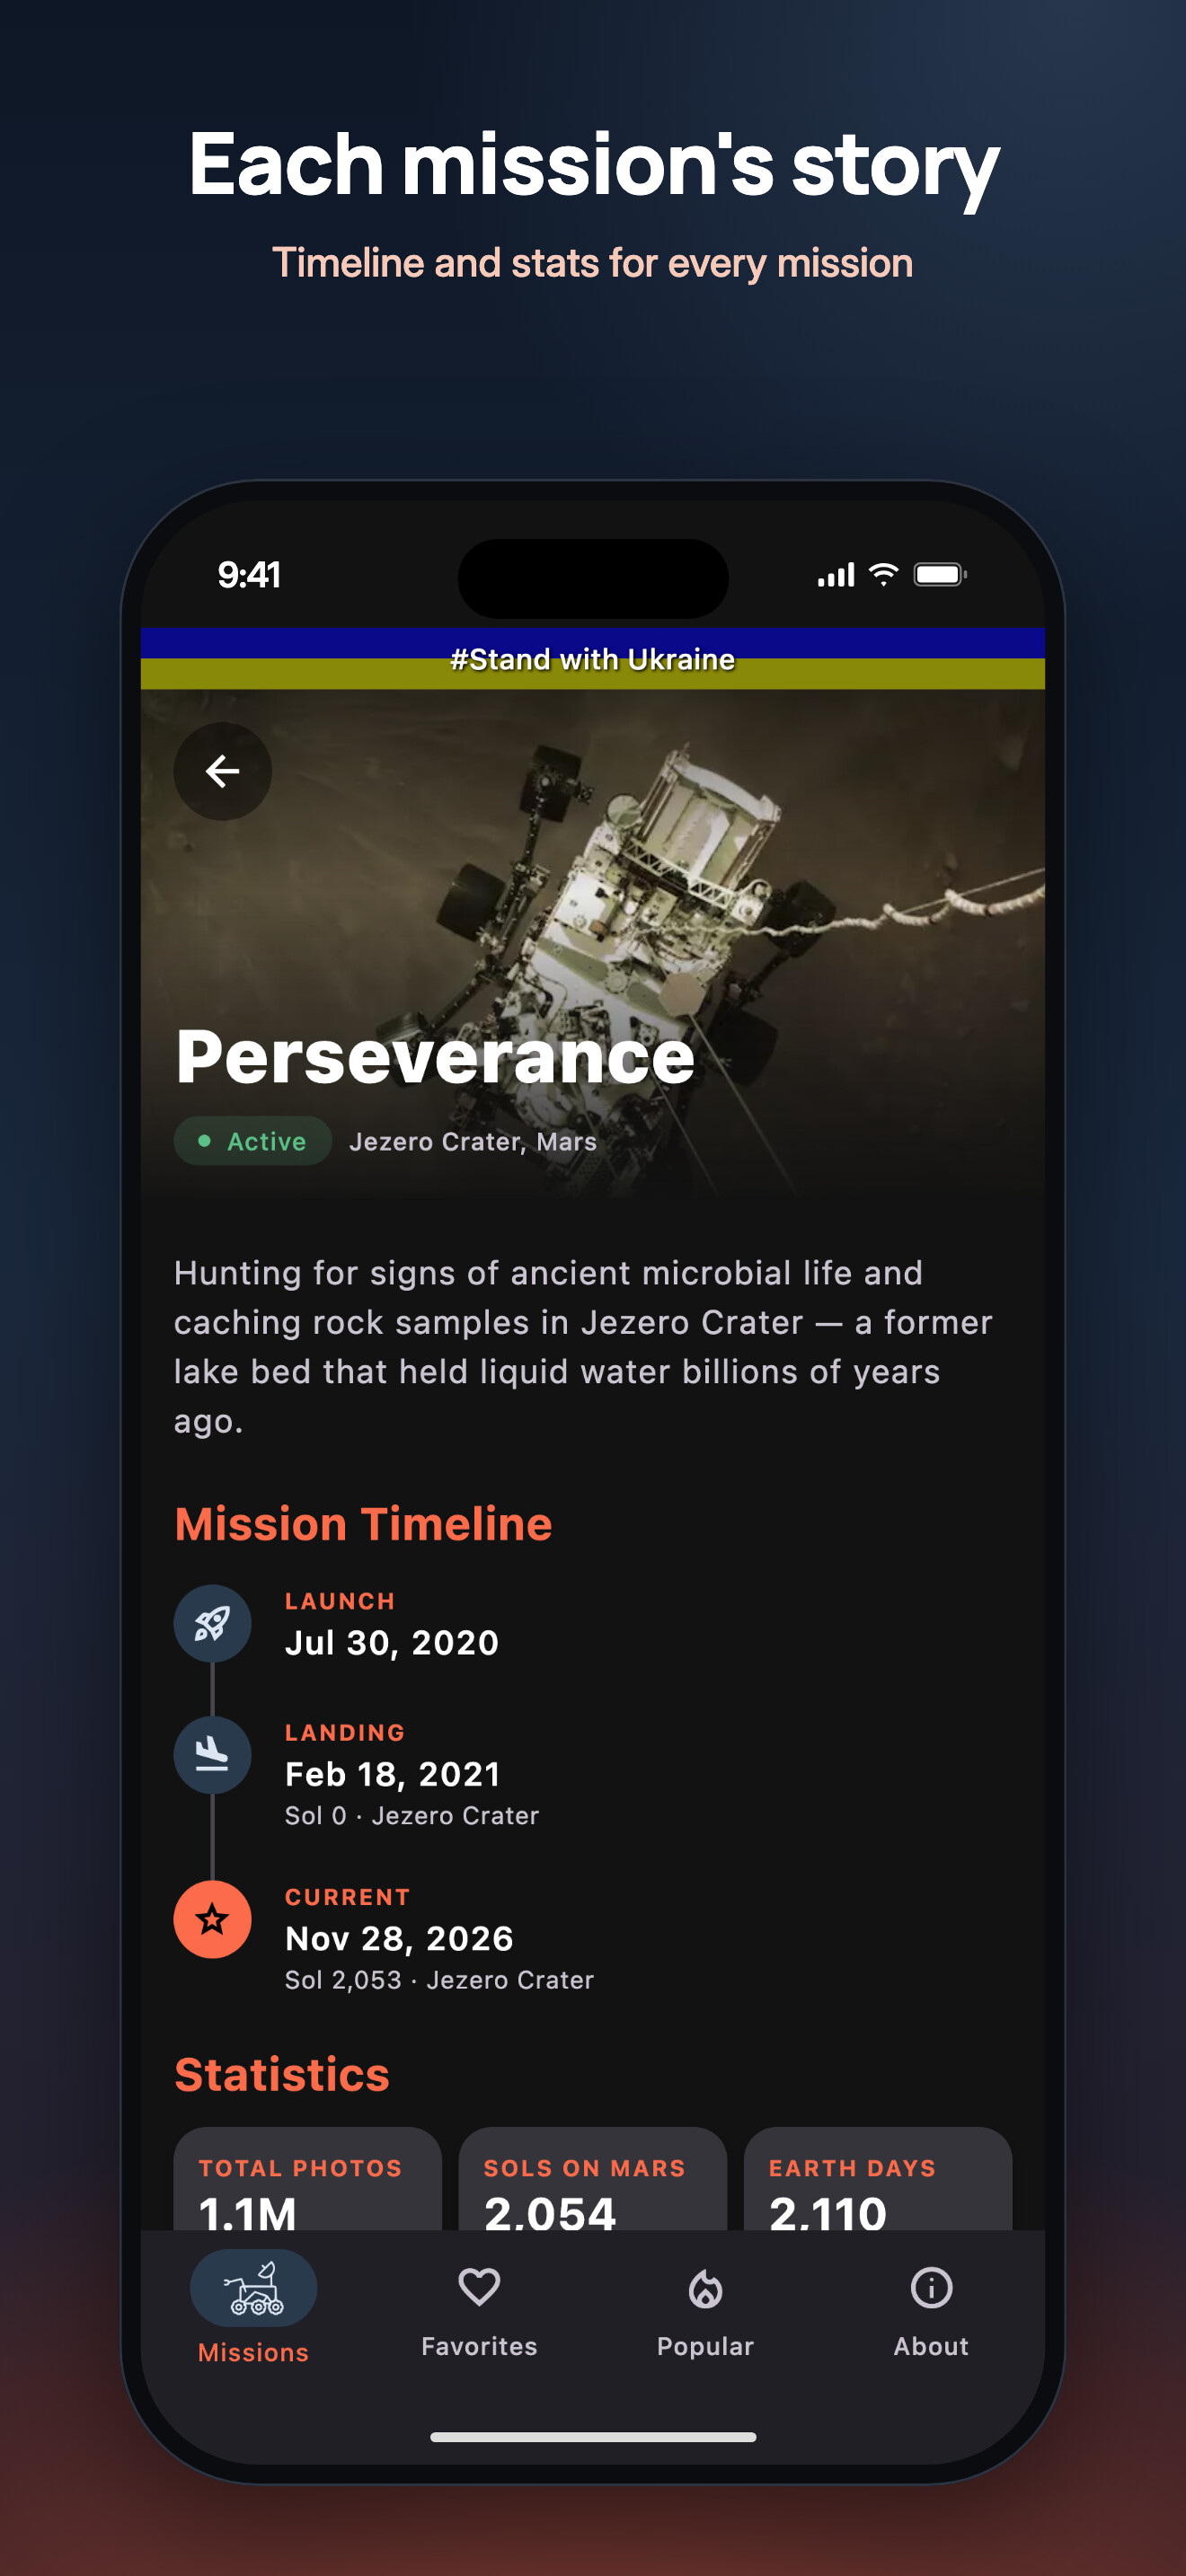 Each mission's story
Timeline and stats for every mission
9:41
#Stand with Ukraine
Perseverance
Active
Jezero Crater, Mars
Hunting for signs of ancient microbial life and
caching rock samples in Jezero Crater — a former
lake bed that held liquid water billions of years
ago.
Mission Timeline
LAUNCH
Jul 30, 2020
LANDING
Feb 18, 2021
Sol 0 · Jezero Crater
CURRENT
Nov 28, 2026
Sol 2,053 · Jezero Crater
Statistics
TOTAL PHOTOS
1.1M
SOLS ON MARS
2,054
EARTH DAYS
2,110
Missions
Favorites
Popular
About